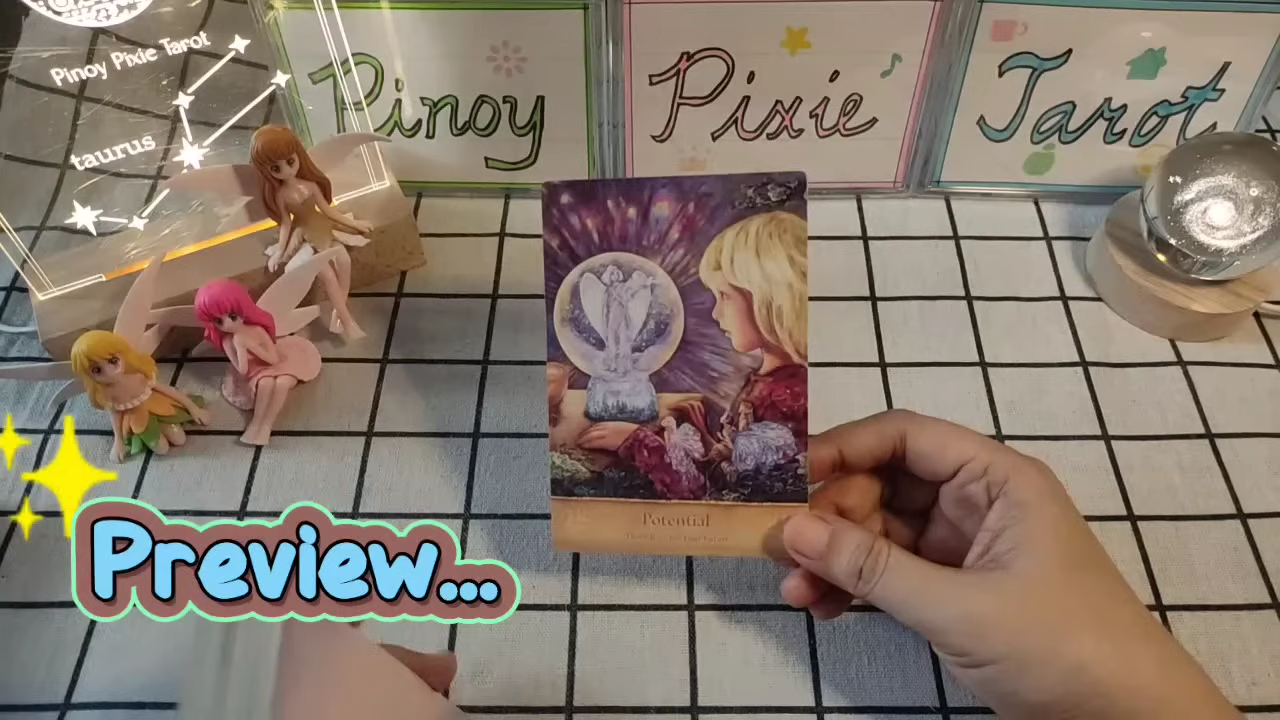 Pinoy Pixie Tarot
taurus
Pinoy
Pixie
Tarot
Potential
Preview...